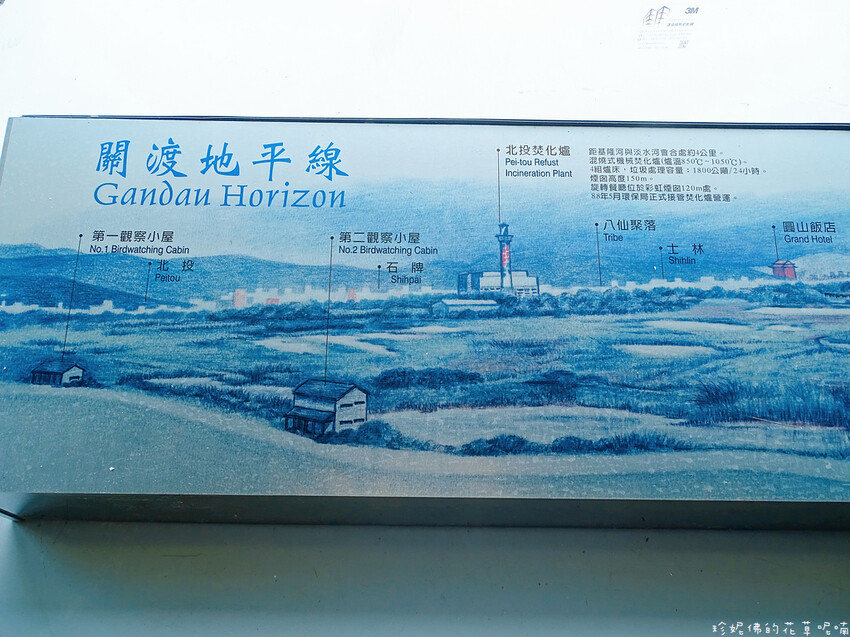 3M
關渡地平線
Gandau Horizon
北投焚化爐
Pei-tou Refust
Incineration Plant
距基隆河與淡水河會合處約4公里。
混燒式機械焚化爐(爐溫850℃-1050℃)。
4組爐床，垃圾處理容量：1800公噸/24小時。
煙囪高度150m。
旋轉餐廳位於彩虹煙囪120m處。
88年5月環保局正式接管焚化爐營運。
第一觀察小屋
No.1 Birdwatching Cabin
北投
Peitou
第二觀察小屋
No.2 Birdwatching Cabin
石牌
Shihpai
八仙聚落
Tribe
士林
Shihlin
圓山飯店
Grand Hotel
珍妮佛的花草呢喃